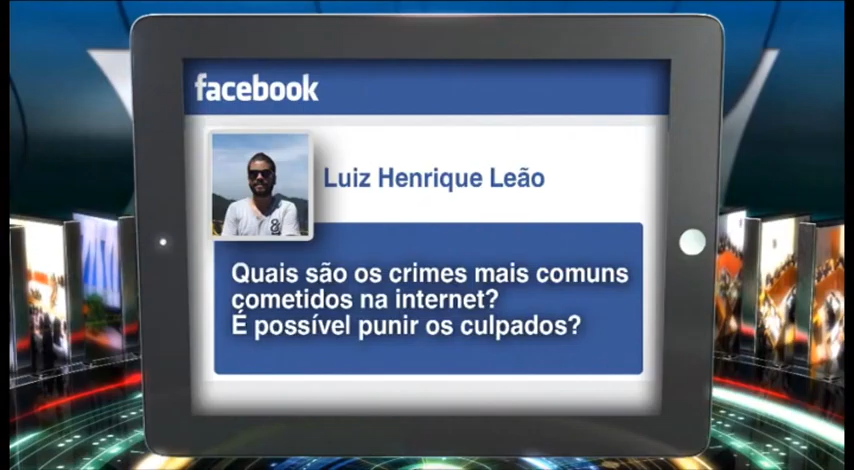 facebook
Luiz Henrique Leão
Quais são os crimes mais comuns
cometidos na internet?
É possível punir os culpados?